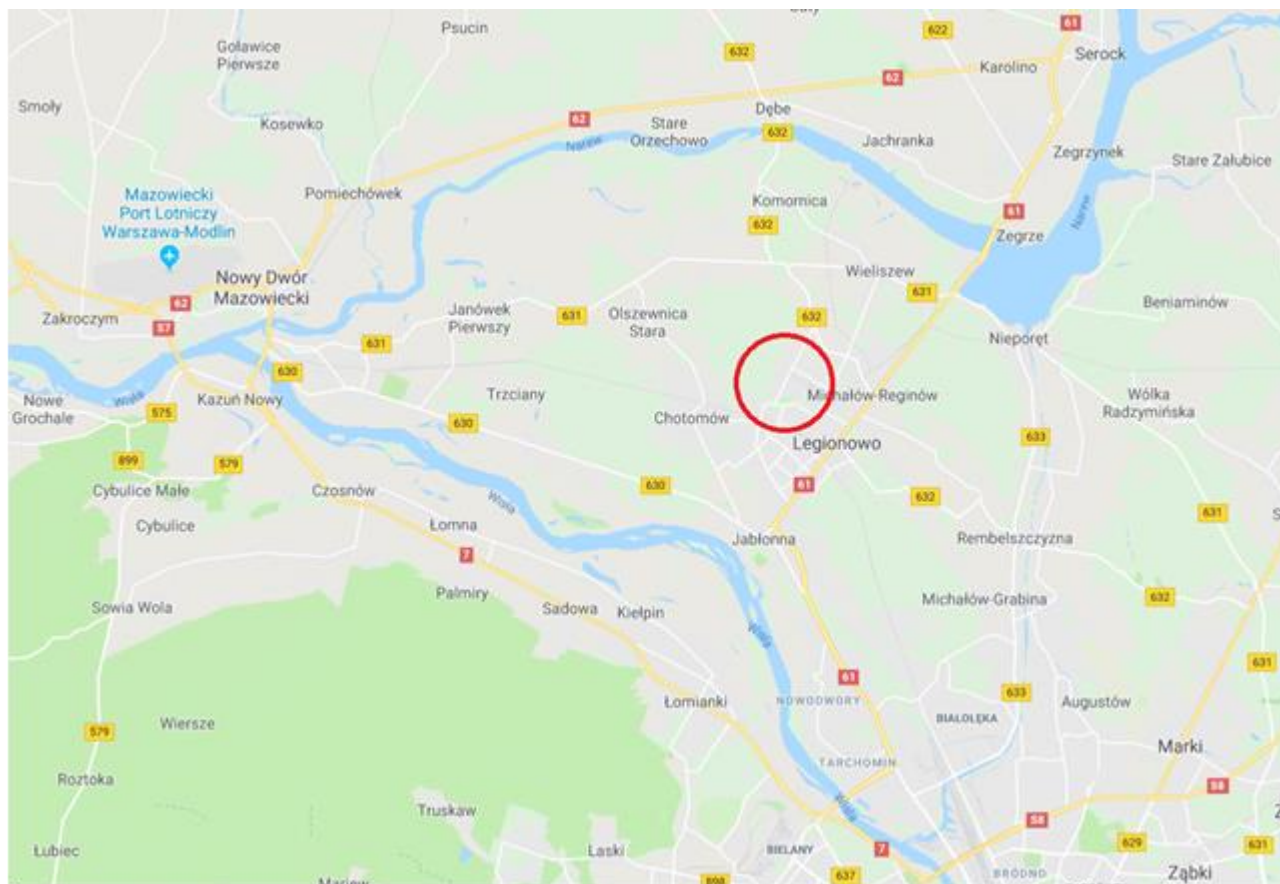 Psucin
632
622
61
Serock
Goławice
Pierwsze
Karolino
62
Smoły
Kosewko
62
Stare
Orzechowo
Dębe
632
Jachranka
Narew
Zegrzynek
Stare Załubice
Mazowiecki
Port Lotniczy
Warszawa-Modlin
Pomiechówek
Komornica
632
61
Zegrze
Narew
Nowy Dwór
Mazowiecki
Wieliszew
631
Beniaminów
62
Zakroczym
57
Janówek
Pierwszy
631
Olszewnica
Stara
632
Nieporęt
631
630
Wisła
Nowe
Grochale
575
Kazuń Nowy
Trzciany
630
Chotomów
Michałów-Reginów
Wólka
Radzymińska
Legionowo
633
899
579
Cybulice Małe
Czosnów
630
61
632
Wisła
631
S
Cybulice
Łomna
7
Jabłonna
Rembelszczyzna
Sowia Wola
Palmiry
Sadowa
Kiełpin
Michałów-Grabina
632
Wisła
631
61
Łomianki
NOWODWORY
633
Augustów
BIAŁOŁĘKA
579
Wiersze
Marki
Roztoka
TARCHOMIN
S8
Truskaw
Wisła
S8
Z
Łubiec
Laski
BIELANY
7
629
631
Mariew
898
637
BRÓDNO
Ząbki